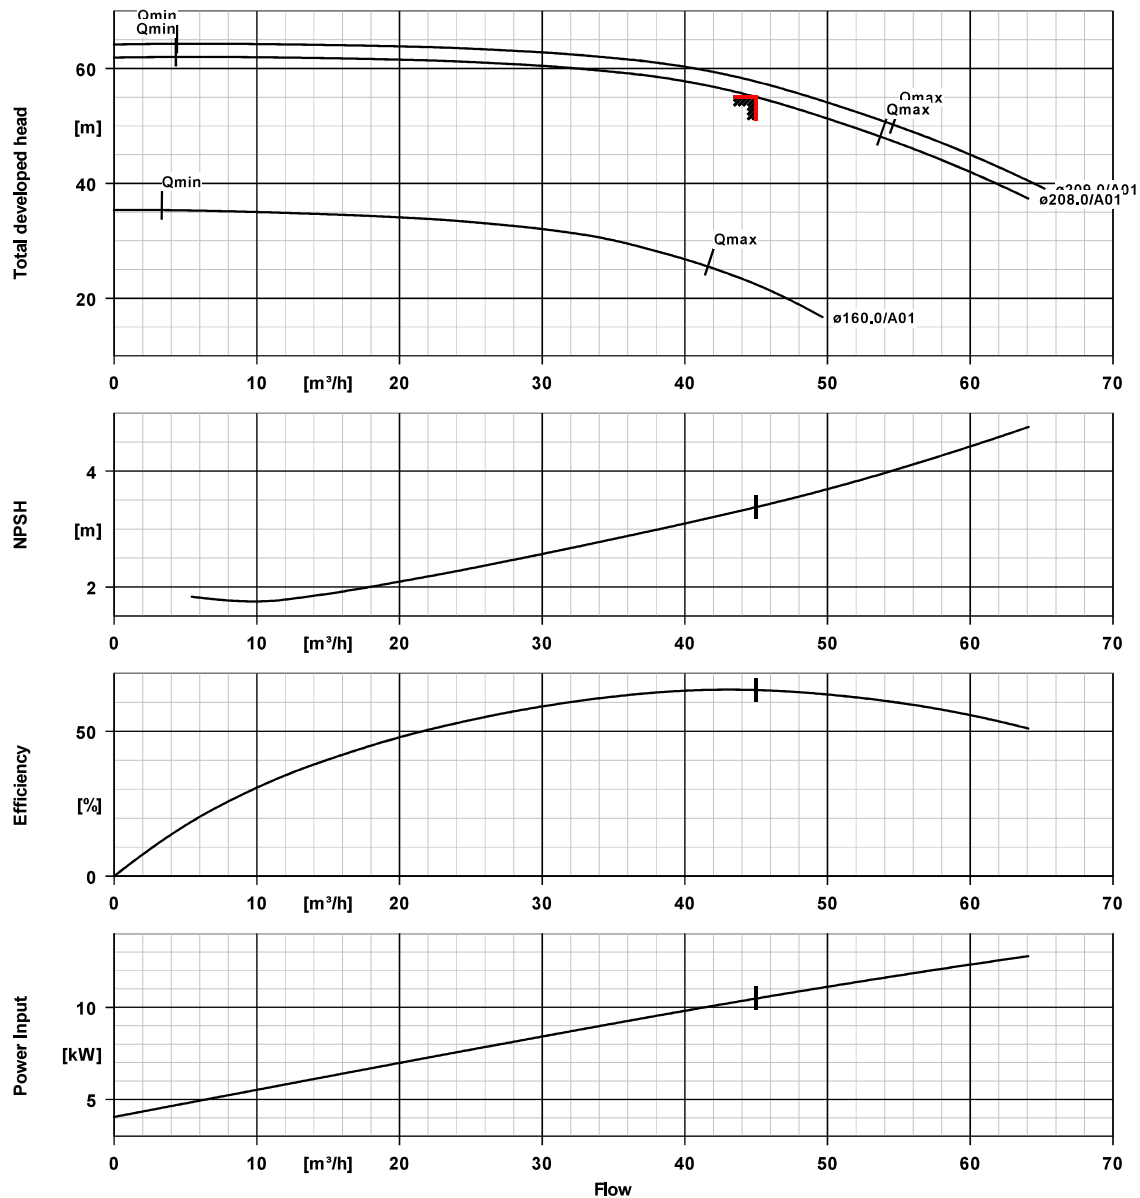 Qmin
Qmin
60
Qmax
Qmax
[m]
Total developed head
Qmin
40
ø209.0/A01
ø208.0/A01
Qmax
20
ø160.0/A01
0 10 [m³/h] 20 30 40 50 60 70
4
NPSH
[m]
2
0 10 [m³/h] 20 30 40 50 60 70
50
Efficiency
[%]
0
0 10 [m³/h] 20 30 40 50 60 70
10
Power Input
[kW]
5
0 10 [m³/h] 20 30 40 50 60 70
Flow